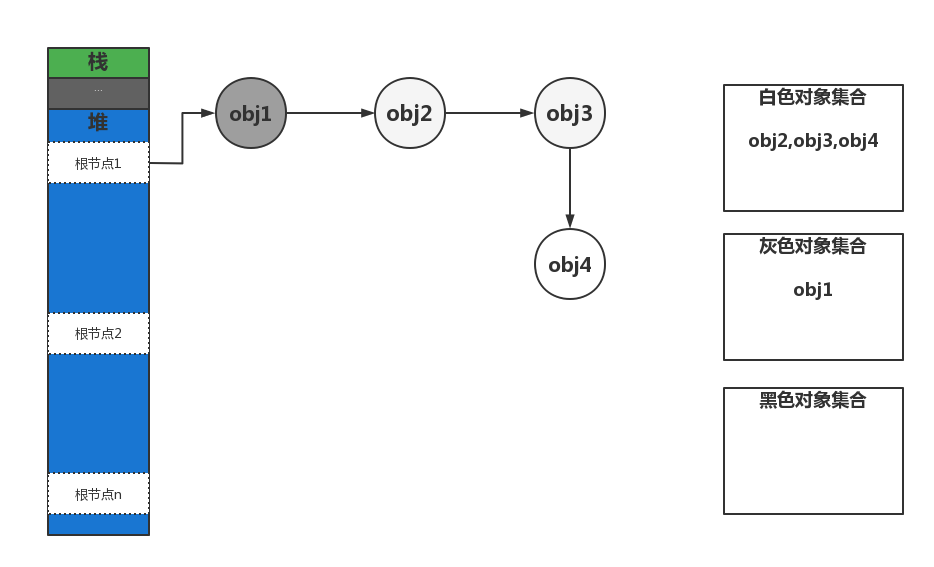 栈
...
堆
根节点1
根节点2
根节点n
obj1
obj2
obj3
obj4
白色对象集合
obj2,obj3,obj4
灰色对象集合
obj1
黑色对象集合